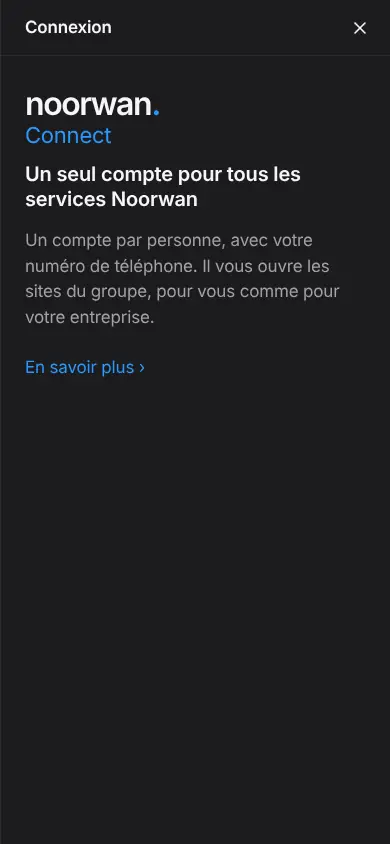 Connexion
noorwan.
Connect
Un seul compte pour tous les
services Noorwan
Un compte par personne, avec votre
numéro de téléphone. Il vous ouvre les
sites du groupe, pour vous comme pour
votre entreprise.
En savoir plus ›